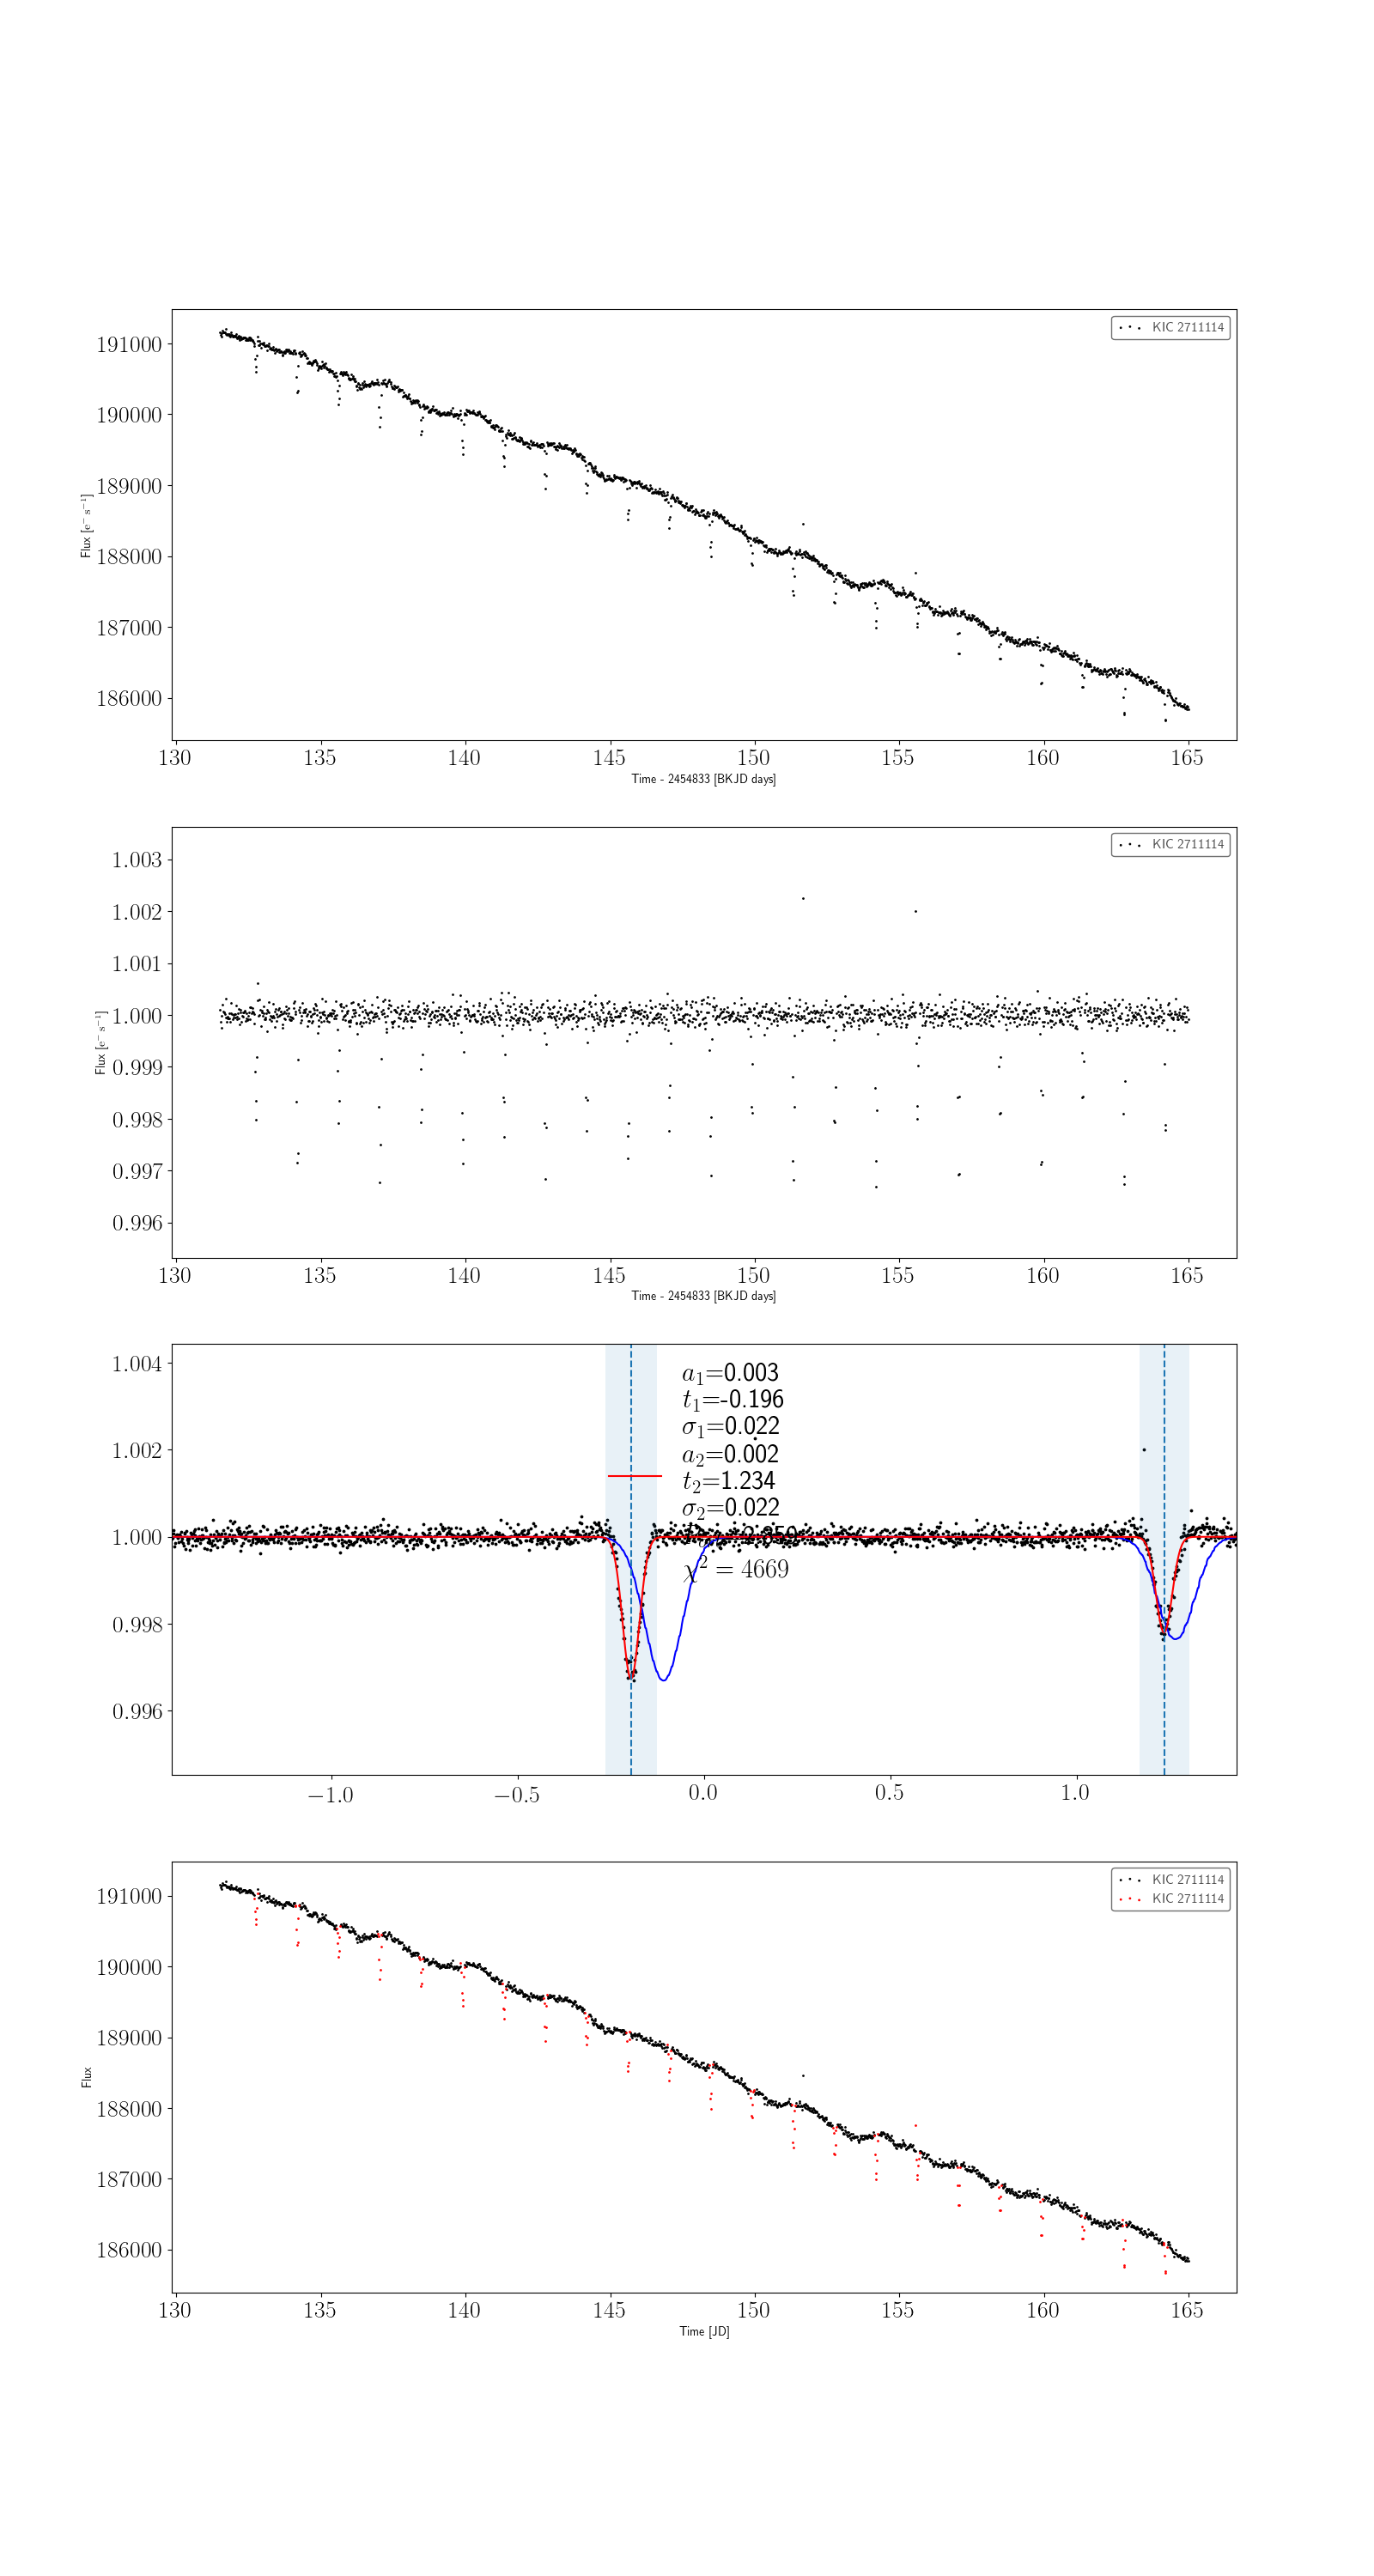 KIC 2711114
191000
190000
189000
188000
187000
186000
Flux [e⁻ s⁻¹]
130 135 140 145 150 155 160 165
Time - 2454833 [BKJD days]
KIC 2711114
1.003
1.002
1.001
1.000
0.999
0.998
0.997
0.996
Flux [e⁻ s⁻¹]
130 135 140 145 150 155 160 165
Time - 2454833 [BKJD days]
1.004
1.002
1.000
0.998
0.996
a₁=0.003
t₁=-0.196
σ₁=0.022
a₂=0.002
t₂=1.234
σ₂=0.022
χ² = 4669
−1.0 −0.5 0.0 0.5 1.0
KIC 2711114
KIC 2711114
191000
190000
189000
188000
187000
186000
Flux
130 135 140 145 150 155 160 165
Time [JD]